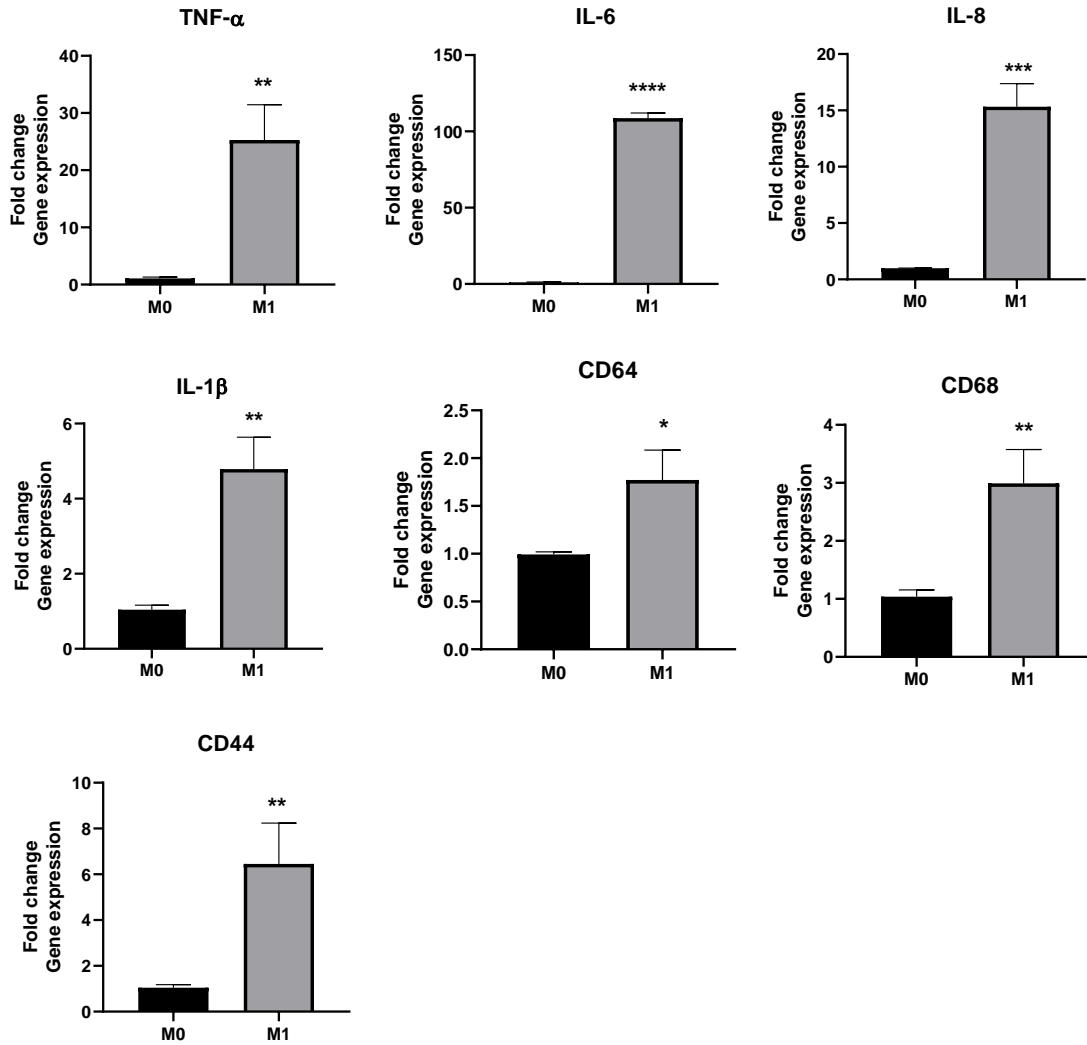 TNF-α
Fold change
Gene expression
40
30
20
10
0
**
M0
M1
IL-6
Fold change
Gene expression
150
100
50
0
****
M0
M1
IL-8
Fold change
Gene expression
20
15
10
5
0
***
M0
M1
IL-1β
Fold change
Gene expression
6
4
2
0
**
M0
M1
CD64
Fold change
Gene expression
2.5
2.0
1.5
1.0
0.5
0.0
*
M0
M1
CD68
Fold change
Gene expression
4
3
2
1
0
**
M0
M1
CD44
Fold change
Gene expression
10
8
6
4
2
0
**
M0
M1